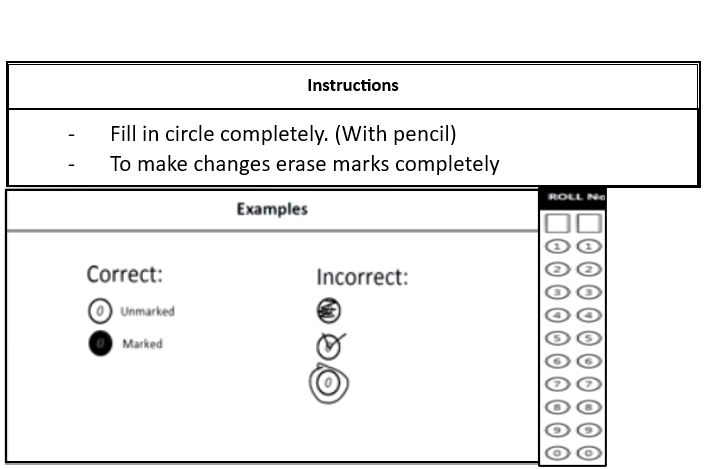 Instructions
- Fill in circle completely. (With pencil)
- To make changes erase marks completely
Examples
ROLL No
Correct:
Incorrect:
0 Unmarked
0 Marked
0
1 1
2 2
3 3
4 4
5 5
6 6
7 7
8 8
9 9
0 0